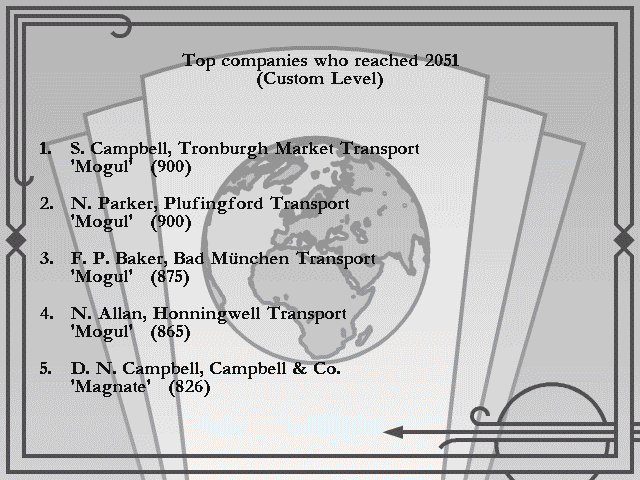 Top companies who reached 2051
(Custom Level)
1. S. Campbell, Tronburgh Market Transport
'Mogul' (900)
2. N. Parker, Plufingford Transport
'Mogul' (900)
3. F. P. Baker, Bad München Transport
'Mogul' (875)
4. N. Allan, Honningwell Transport
'Mogul' (865)
5. D. N. Campbell, Campbell & Co.
'Magnate' (826)